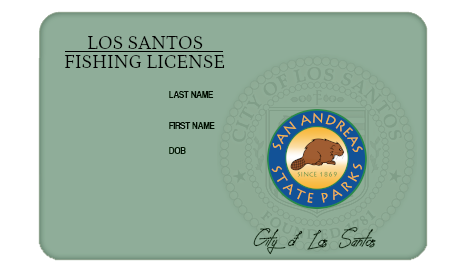 LOS SANTOS
FISHING LICENSE
LAST NAME
FIRST NAME
DOB
CITY OF LOS SANTOS
SAN ANDREAS
SINCE 1869
STATE PARKS
City of Los Santos